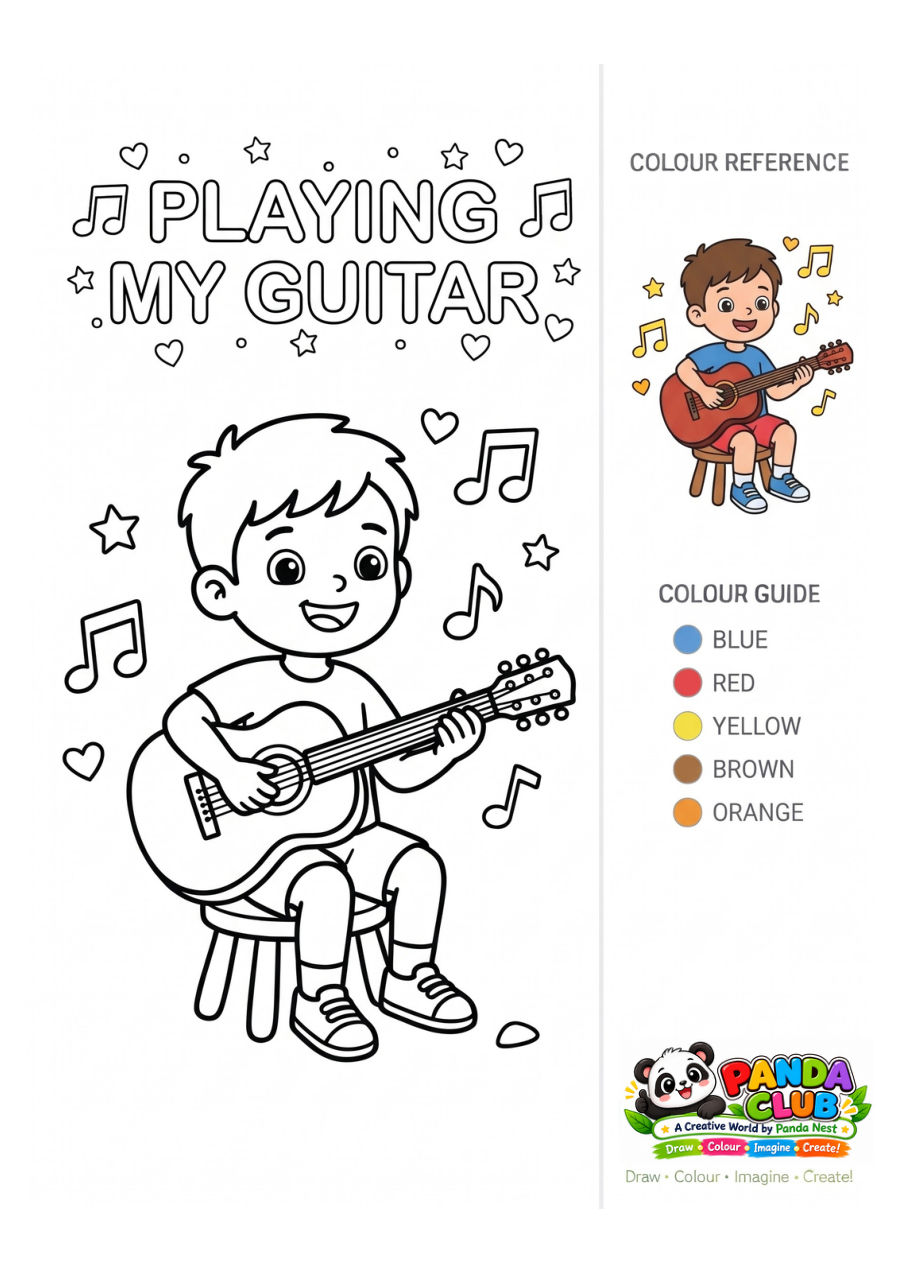 PLAYING
MY GUITAR
COLOUR REFERENCE
COLOUR GUIDE
BLUE
RED
YELLOW
BROWN
ORANGE
PANDA
CLUB
A Creative World by Panda Nest
Draw • Colour • Imagine • Create!
Draw • Colour • Imagine • Create!